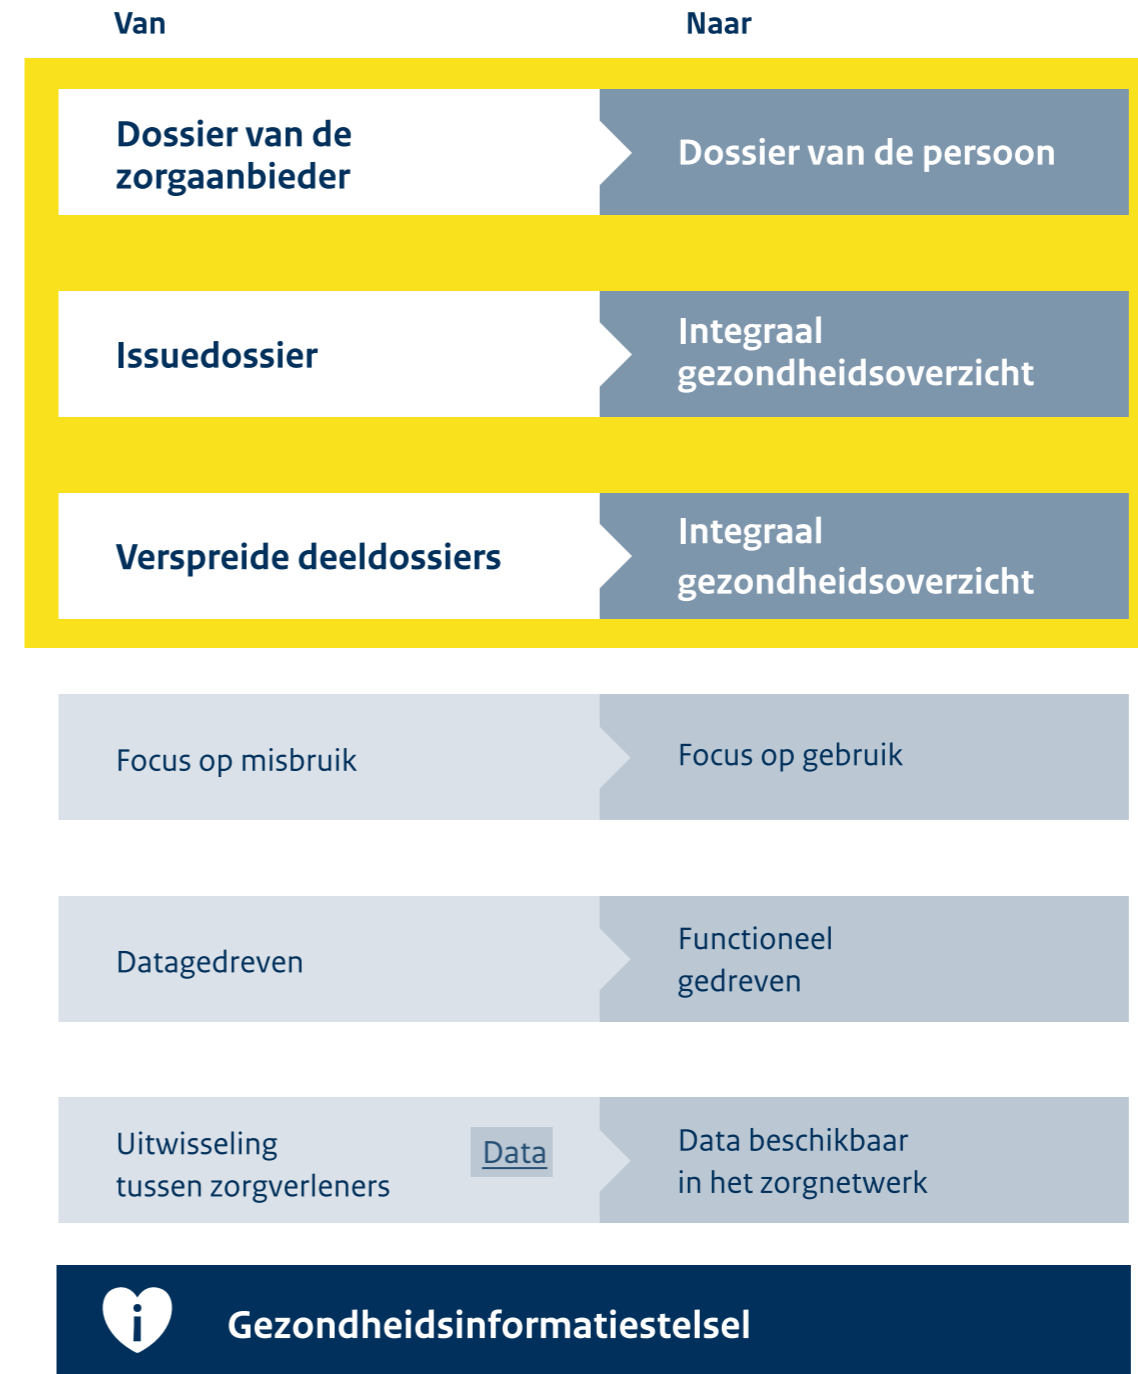 Van
Naar
Dossier van de
zorgaanbieder
Dossier van de persoon
Issuedossier
Integraal
gezondheidsoverzicht
Verspreide deeldossiers
Integraal
gezondheidsoverzicht
Focus op misbruik
Focus op gebruik
Datagedreven
Functioneel
gedreven
Uitwisseling
tussen zorgverleners
Data
Data beschikbaar
in het zorgnetwerk
i
Gezondheidsinformatiestelsel